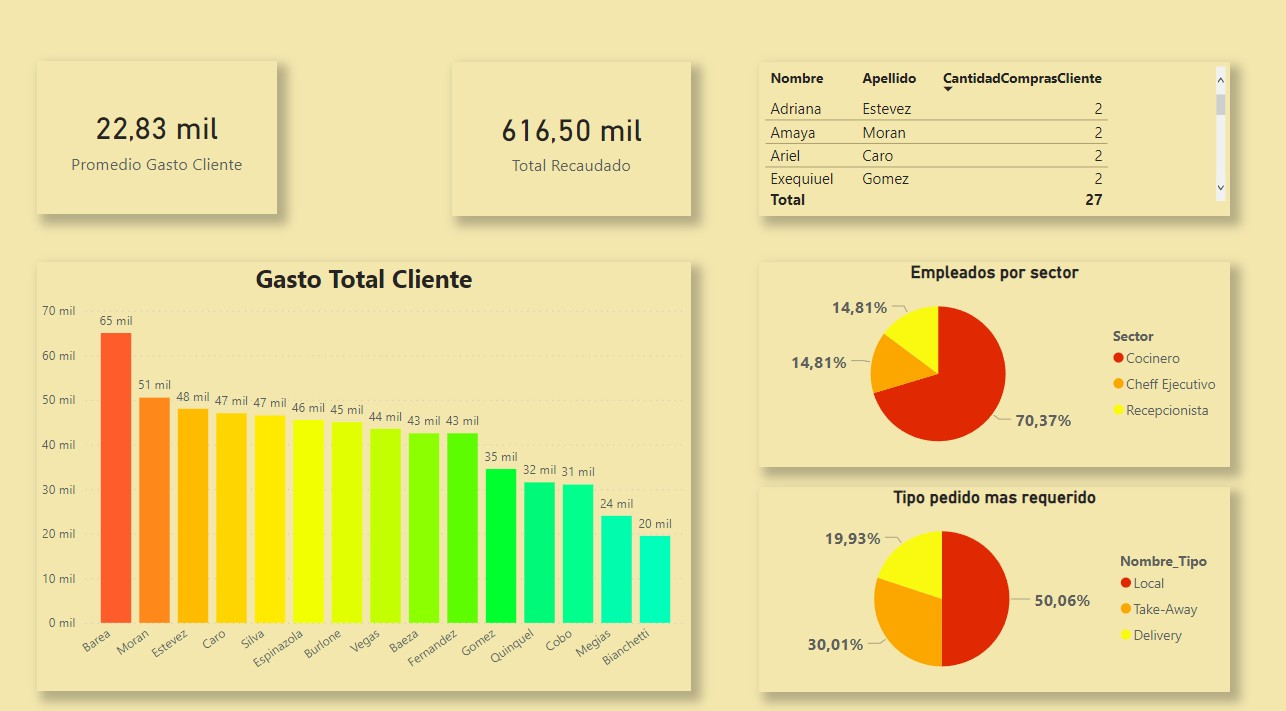 22,83 mil
Promedio Gasto Cliente
616,50 mil
Total Recaudado
Nombre Apellido CantidadComprasCliente
Adriana Estevez 2
Amaya Moran 2
Ariel Caro 2
Exequiuel Gomez 2
Total 27
Gasto Total Cliente
70 mil
60 mil
50 mil
40 mil
30 mil
20 mil
10 mil
0 mil
65 mil
51 mil
48 mil
47 mil
47 mil
46 mil
45 mil
44 mil
43 mil
43 mil
35 mil
32 mil
31 mil
24 mil
20 mil
Barea
Moran
Estevez
Caro
Silva
Espinazola
Burlone
Vegas
Baeza
Fernandez
Gomez
Quinquel
Cobo
Megias
Bianchetti
Empleados por sector
14,81%
14,81%
70,37%
Sector
Cocinero
Cheff Ejecutivo
Recepcionista
Tipo pedido mas requerido
19,93%
30,01%
50,06%
Nombre_Tipo
Local
Take-Away
Delivery